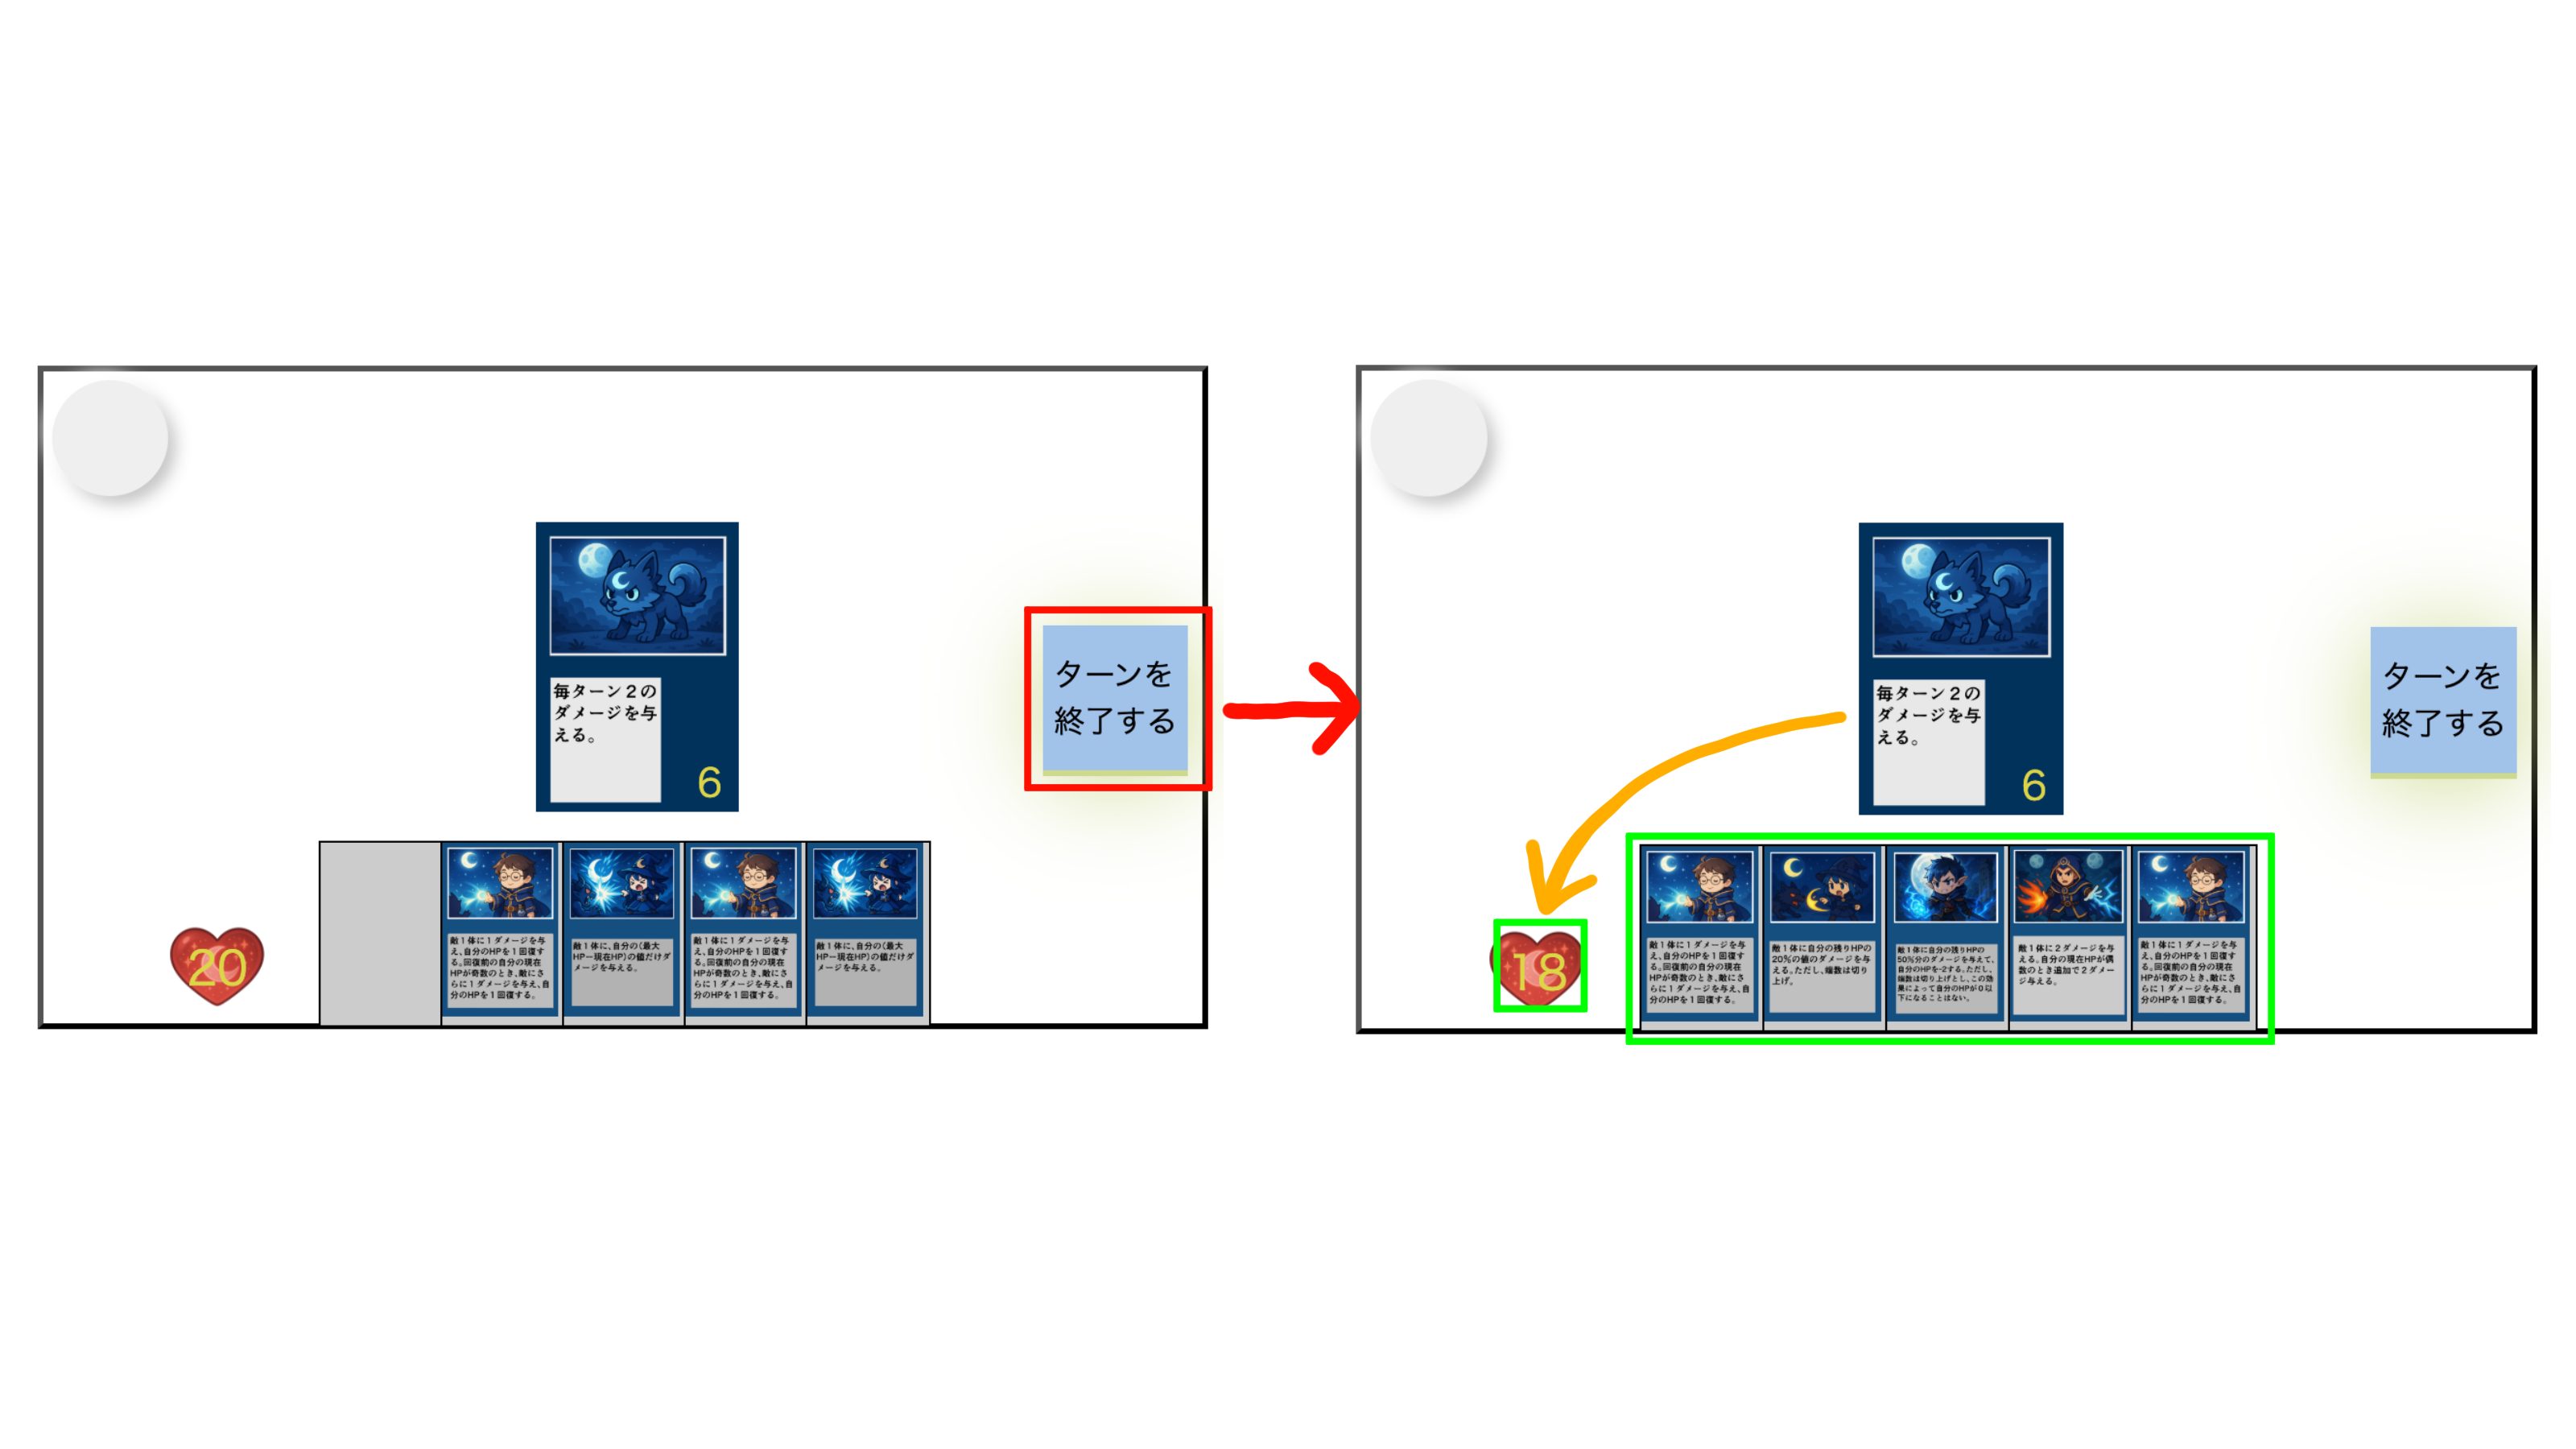 毎ターン２の
ダメージを与
える。
6
ターンを
終了する
20
敵１体に１ダメージを与
え、自分のHPを１回復す
る。回復前の自分の現在
HPが奇数のとき、敵にさ
らに１ダメージを与え、自
分のHPを１回復する。
敵１体に、自分の（最大
HP－現在HP）の値だけダ
メージを与える。
敵１体に１ダメージを与
え、自分のHPを１回復す
る。回復前の自分の現在
HPが奇数のとき、敵にさ
らに１ダメージを与え、自
分のHPを１回復する。
敵１体に、自分の（最大
HP－現在HP）の値だけダ
メージを与える。
毎ターン２の
ダメージを与
える。
6
ターンを
終了する
18
敵１体に１ダメージを与
え、自分のHPを１回復す
る。回復前の自分の現在
HPが奇数のとき、敵にさ
らに１ダメージを与え、自
分のHPを１回復する。
敵１体に自分の残りHPの
20％の値のダメージを与
える。ただし、端数は切り
上げ。
敵１体に自分の残りHPの
50％分のダメージを与えて、
自分のHPを-2する。ただし、
端数は切り上げとし、この効
果によって自分のHPが０以
下になることはない。
敵１体に２ダメージを与
える。自分の現在HPが偶
数のとき追加で２ダメー
ジ与える。
敵１体に１ダメージを与
え、自分のHPを１回復す
る。回復前の自分の現在
HPが奇数のとき、敵にさ
らに１ダメージを与え、自
分のHPを１回復する。